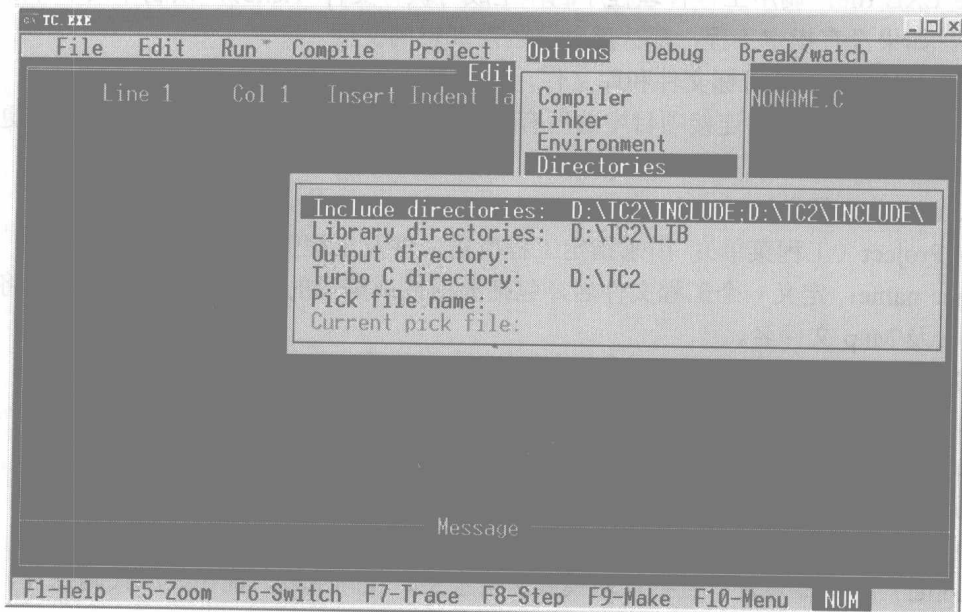 TC.EXE
File Edit Run Compile Project Options Debug Break/watch
Edit
Line 1 Col 1 Insert Indent Ta NONAME.C
Compiler
Linker
Environment
Directories
Include directories: D:\TC2\INCLUDE;D:\TC2\INCLUDE\
Library directories: D:\TC2\LIB
Output directory:
Turbo C directory: D:\TC2
Pick file name:
Current pick file:
Message
F1-Help F5-Zoom F6-Switch F7-Trace F8-Step F9-Make F10-Menu NUM